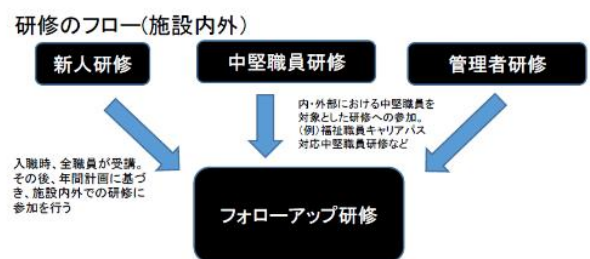 研修のフロー(施設内外)
新人研修
中堅職員研修
管理者研修
内・外部における中堅職員を
対象とした研修への参加。
(例)福祉職員キャリアパス
対応中堅職員研修など
入職時、全職員が受講。
その後、年間計画に基づ
き、施設内外での研修に
参加を行う
フォローアップ研修